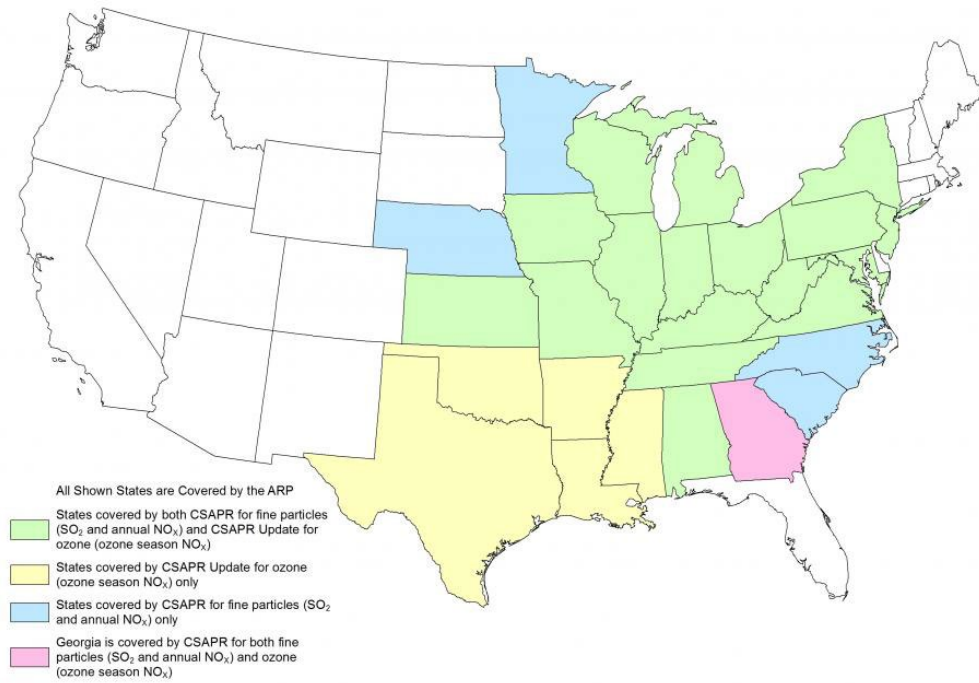 All Shown States are Covered by the ARP
States covered by both CSAPR for fine particles
(SO₂ and annual NOₓ) and CSAPR Update for
ozone (ozone season NOₓ)
States covered by CSAPR Update for ozone
(ozone season NOₓ) only
States covered by CSAPR for fine particles (SO₂
and annual NOₓ) only
Georgia is covered by CSAPR for both fine
particles (SO₂ and annual NOₓ) and ozone
(ozone season NOₓ)